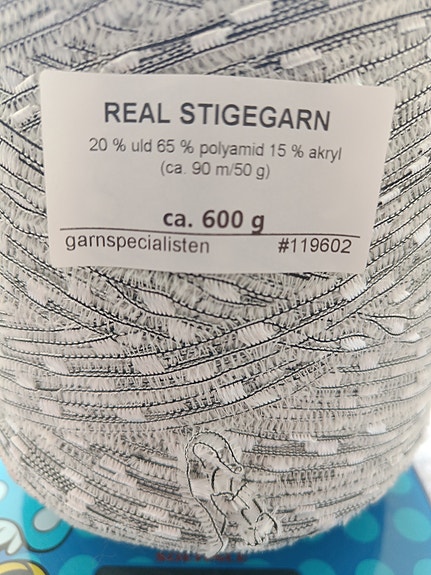 REAL STIGEGARN
20 % uld 65 % polyamid 15 % akryl
(ca. 90 m/50 g)
ca. 600 g
garnspecialisten #119602